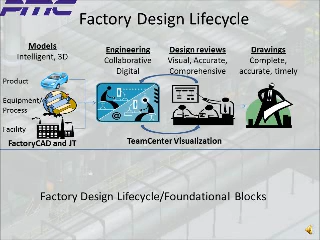 PMC
Factory Design Lifecycle
Models
Intelligent, 3D
Engineering
Collaborative
Digital
Design reviews
Visual, Accurate,
Comprehensive
Drawings
Complete,
accurate, timely
Product
Equipment/
Process
Facility
FactoryCAD and JT
TeamCenter Visualization
Factory Design Lifecycle/Foundational Blocks